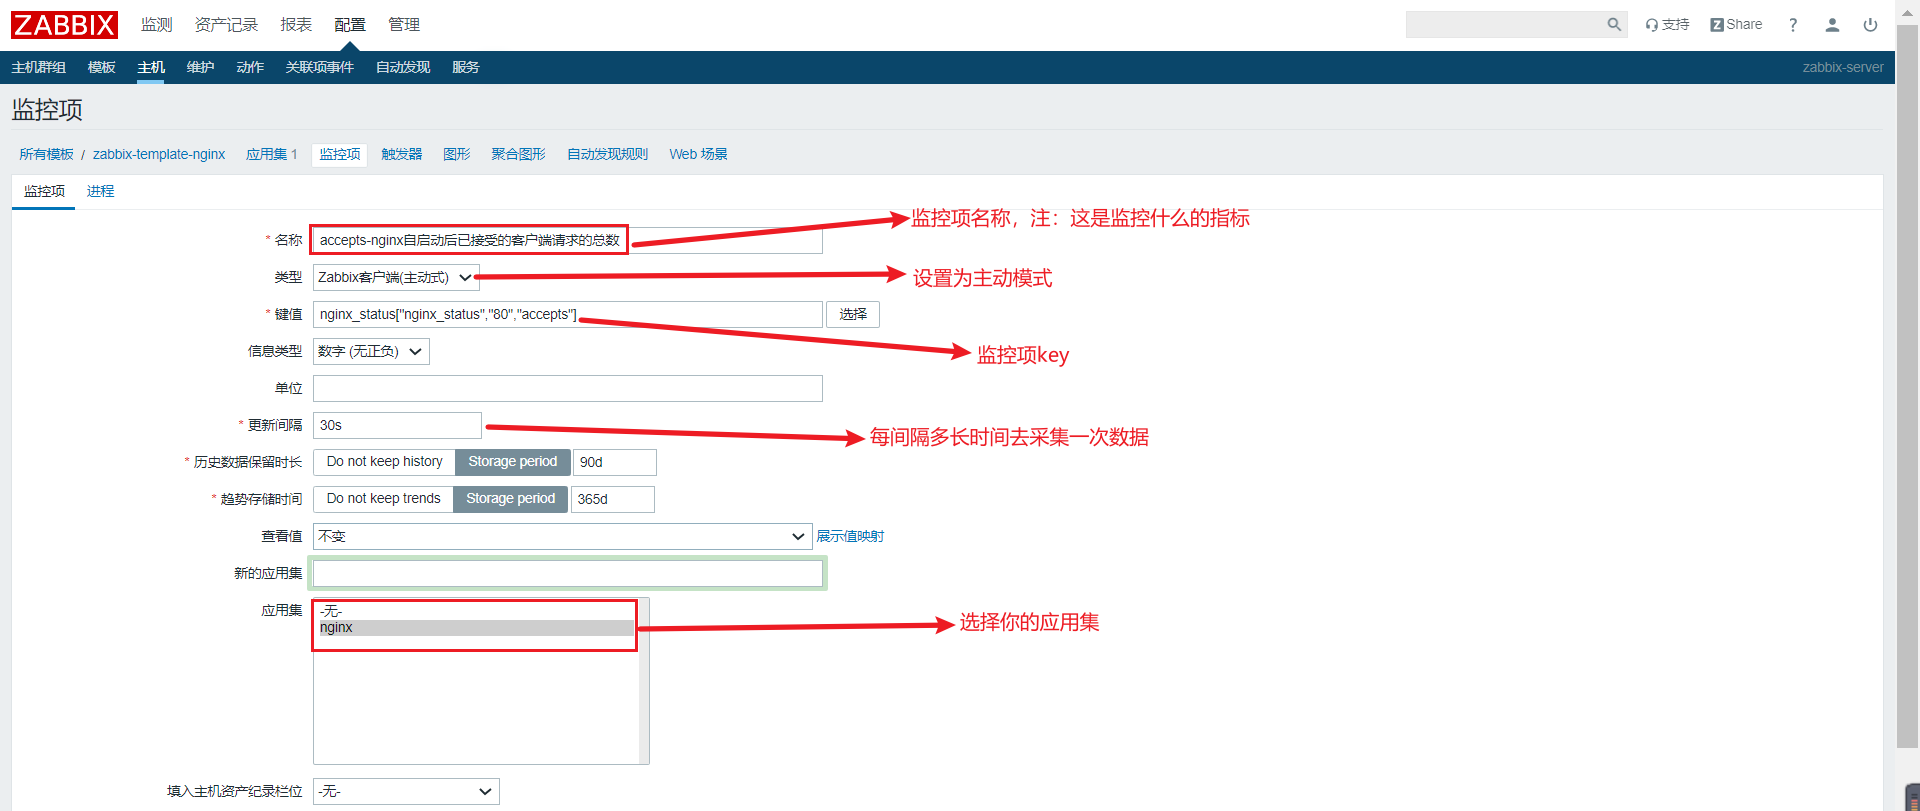 ZABBIX 监测 资产记录 报表 配置 管理 支持 Z Share ?
主机群组 模板 主机 维护 动作 关联项事件 自动发现 服务 zabbix-server
监控项
所有模板 / zabbix-template-nginx 应用集 1 监控项 触发器 图形 聚合图形 自动发现规则 Web 场景
监控项 进程
监控项名称，注：这是监控什么的指标
* 名称 accepts-nginx自启动后已接受的客户端请求的总数
类型 Zabbix客户端(主动式) 设置为主动模式
* 键值 nginx_status["nginx_status","80","accepts"] 选择
信息类型 数字 (无正负) 监控项key
单位
* 更新间隔 30s 每间隔多长时间去采集一次数据
* 历史数据保留时长 Do not keep history Storage period 90d
* 趋势存储时间 Do not keep trends Storage period 365d
查看值 不变 展示值映射
新的应用集
应用集 -无-
nginx 选择你的应用集
填入主机资产纪录栏位 -无-